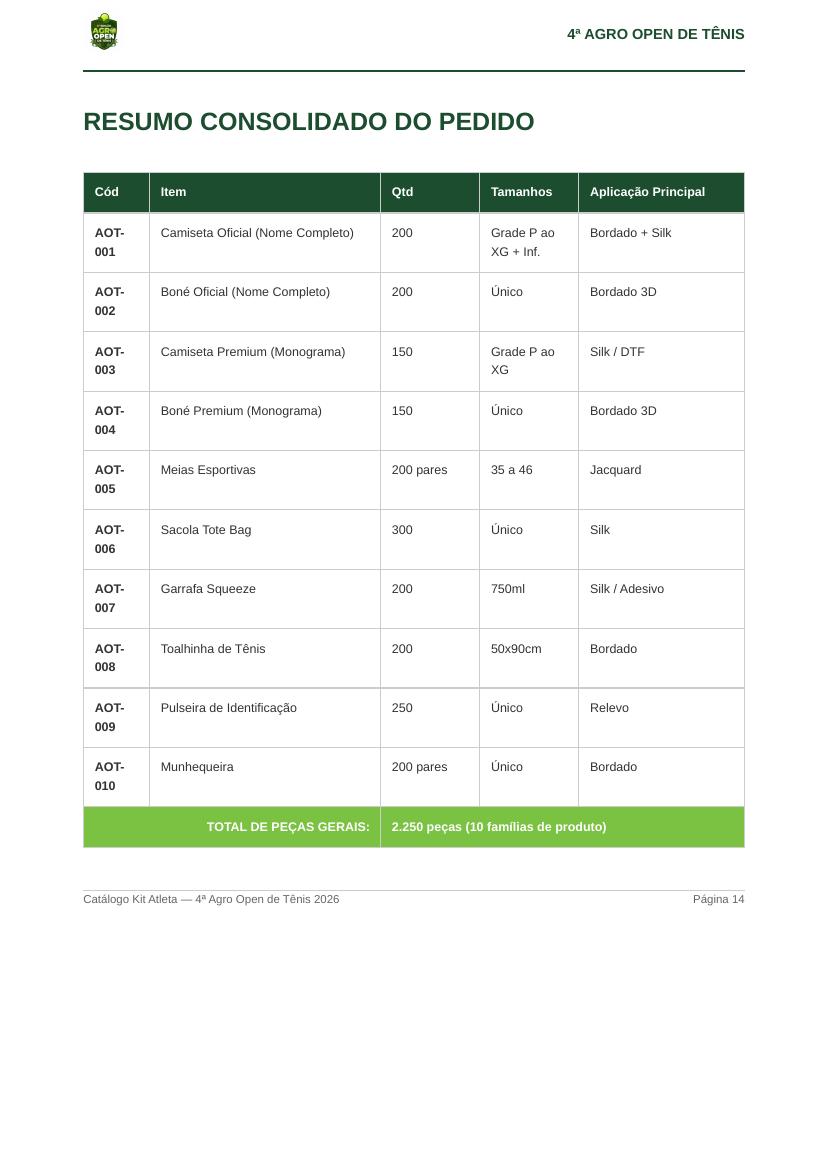 AGRO
OPEN
DE TÊNIS
4ª AGRO OPEN DE TÊNIS
RESUMO CONSOLIDADO DO PEDIDO
Cód Item Qtd Tamanhos Aplicação Principal
AOT- Camiseta Oficial (Nome Completo) 200 Grade P ao Bordado + Silk
001 XG + Inf.
AOT- Boné Oficial (Nome Completo) 200 Único Bordado 3D
002
AOT- Camiseta Premium (Monograma) 150 Grade P ao Silk / DTF
003 XG
AOT- Boné Premium (Monograma) 150 Único Bordado 3D
004
AOT- Meias Esportivas 200 pares 35 a 46 Jacquard
005
AOT- Sacola Tote Bag 300 Único Silk
006
AOT- Garrafa Squeeze 200 750ml Silk / Adesivo
007
AOT- Toalhinha de Tênis 200 50x90cm Bordado
008
AOT- Pulseira de Identificação 250 Único Relevo
009
AOT- Munhequeira 200 pares Único Bordado
010
TOTAL DE PEÇAS GERAIS: 2.250 peças (10 famílias de produto)
Catálogo Kit Atleta — 4ª Agro Open de Tênis 2026 Página 14